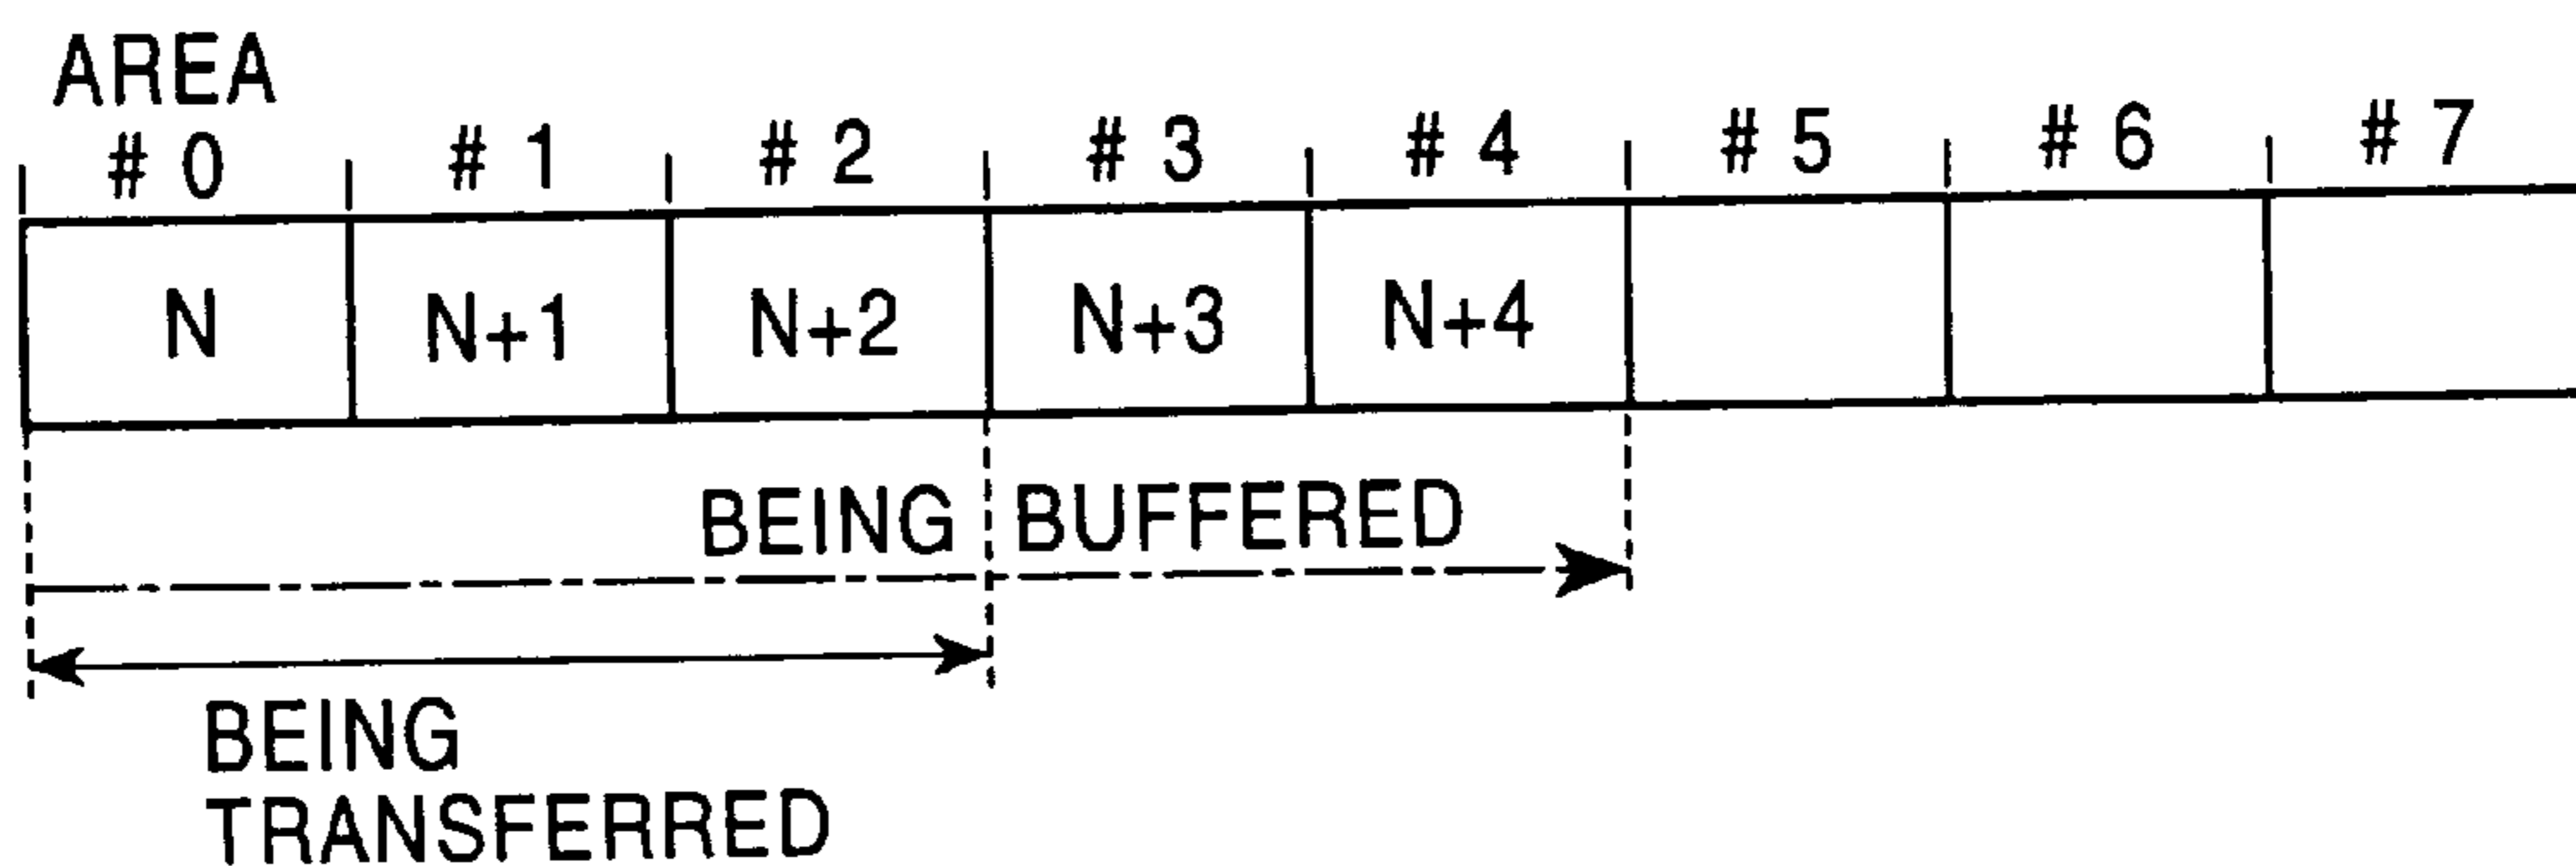 AREA
# 0 # 1 # 2 # 3 # 4 # 5 # 6 # 7
N N+1 N+2 N+3 N+4
BEING BUFFERED
BEING
TRANSFERRED